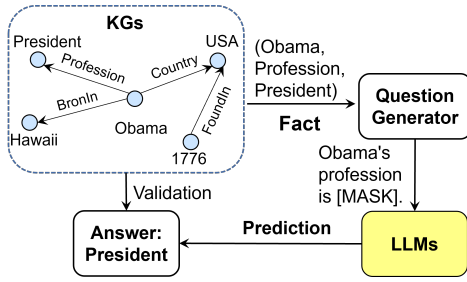 KGs
President
USA
Profession
Country
BronIn
Obama
FoundIn
Hawaii
1776
(Obama,
Profession,
President)
Fact
Question
Generator
Obama's
profession
is [MASK].
Validation
Answer:
President
Prediction
LLMs